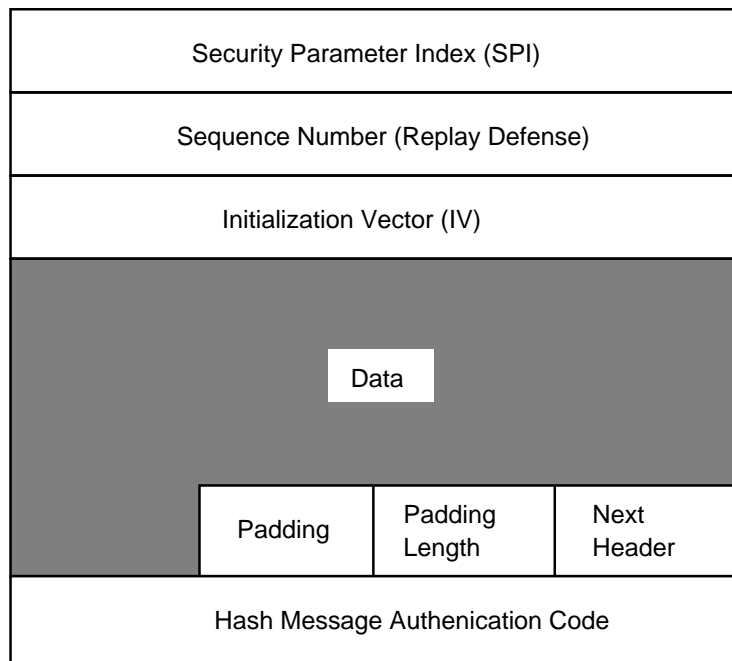 Security Parameter Index (SPI)
Sequence Number (Replay Defense)
Initialization Vector (IV)
Data
Padding
Padding
Length
Next
Header
Hash Message Authenication Code